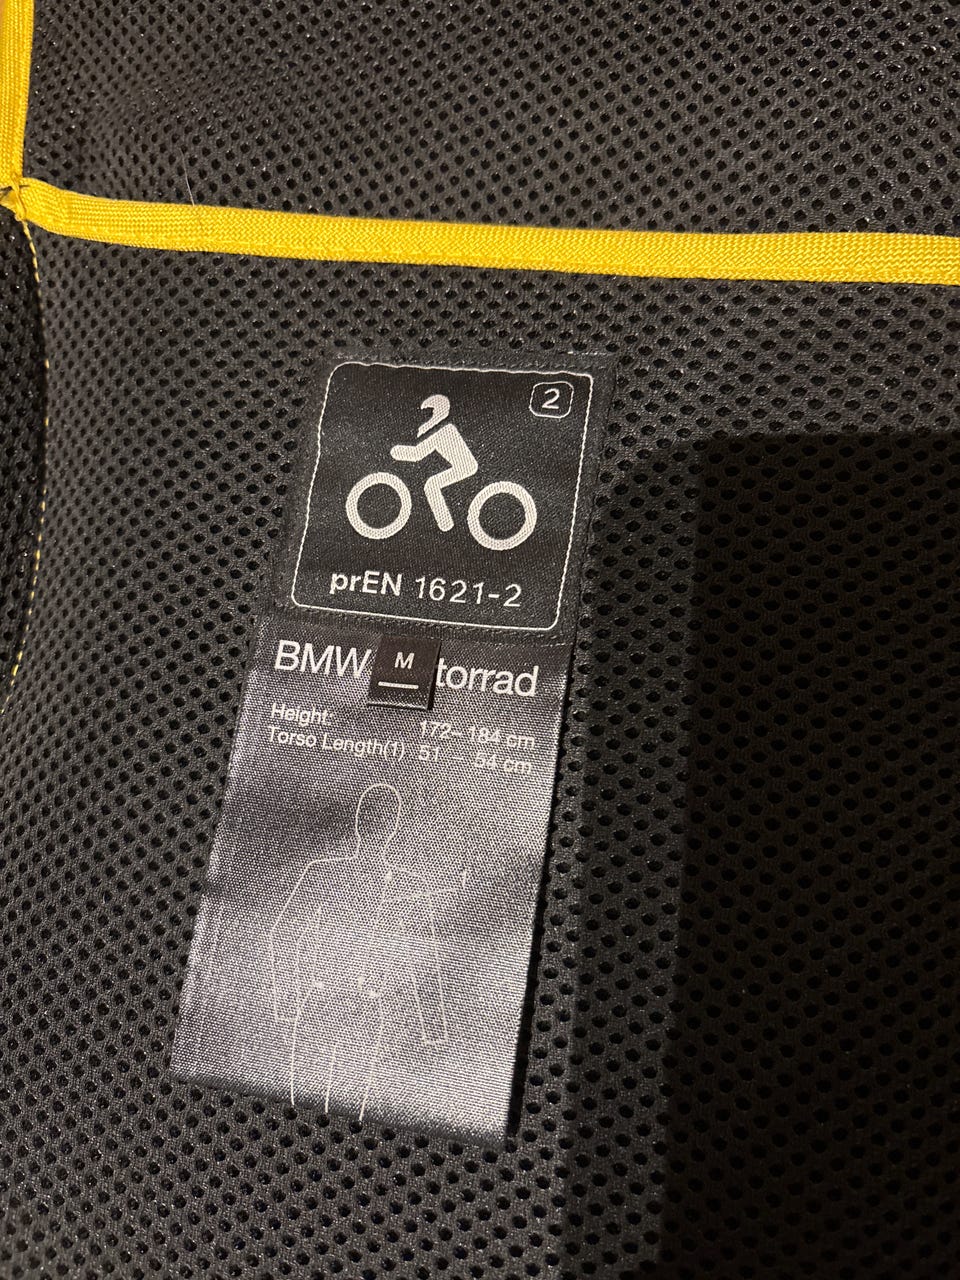 2
prEN 1621-2
BMW M torrad
Height: 172- 184 cm
Torso Length(1) 51 - 54 cm